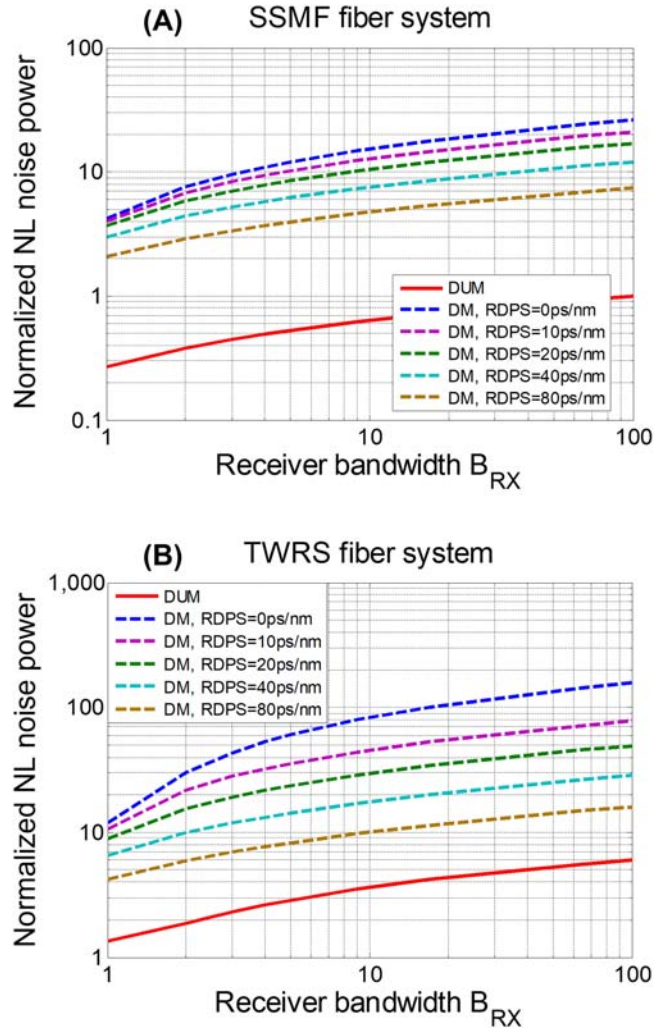 (A) SSMF fiber system
Normalized NL noise power
100
10
1
0.1
DUM
DM, RDPS=0ps/nm
DM, RDPS=10ps/nm
DM, RDPS=20ps/nm
DM, RDPS=40ps/nm
DM, RDPS=80ps/nm
1 10 100
Receiver bandwidth BRX
(B) TWRS fiber system
Normalized NL noise power
1,000
100
10
1
DUM
DM, RDPS=0ps/nm
DM, RDPS=10ps/nm
DM, RDPS=20ps/nm
DM, RDPS=40ps/nm
DM, RDPS=80ps/nm
1 10 100
Receiver bandwidth BRX